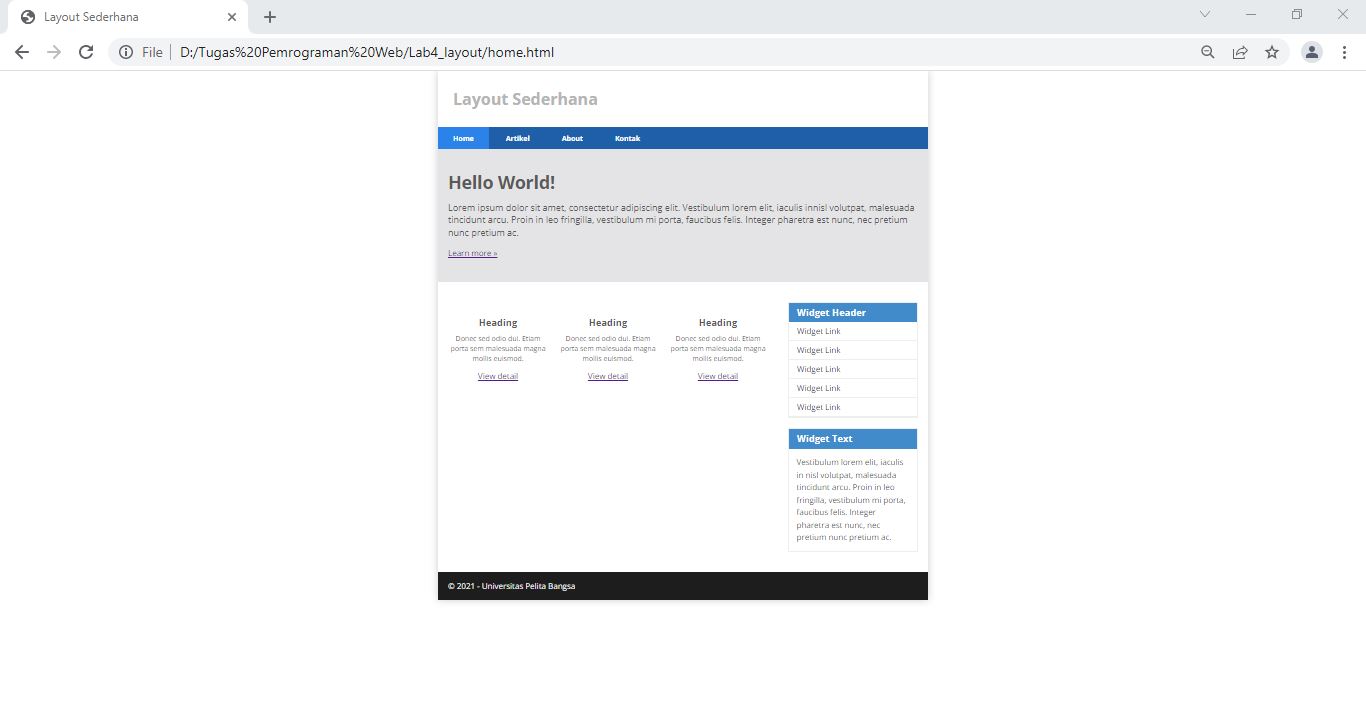 Layout Sederhana
File D:/Tugas%20Pemrograman%20Web/Lab4_layout/home.html
Layout Sederhana
Home Artikel About Kontak
Hello World!
Lorem ipsum dolor sit amet, consectetur adipiscing elit. Vestibulum lorem elit, iaculis innisl volutpat, malesuada
tincidunt arcu. Proin in leo fringilla, vestibulum mi porta, faucibus felis. Integer pharetra est nunc, nec pretium
nunc pretium ac.
Learn more »
Heading
Donec sed odio dui. Etiam
porta sem malesuada magna
mollis euismod.
View detail
Heading
Donec sed odio dui. Etiam
porta sem malesuada magna
mollis euismod.
View detail
Heading
Donec sed odio dui. Etiam
porta sem malesuada magna
mollis euismod.
View detail
Widget Header
Widget Link
Widget Link
Widget Link
Widget Link
Widget Link
Widget Text
Vestibulum lorem elit, iaculis
in nisl volutpat, malesuada
tincidunt arcu. Proin in leo
fringilla, vestibulum mi porta,
faucibus felis. Integer
pharetra est nunc, nec
pretium nunc pretium ac.
© 2021 - Universitas Pelita Bangsa